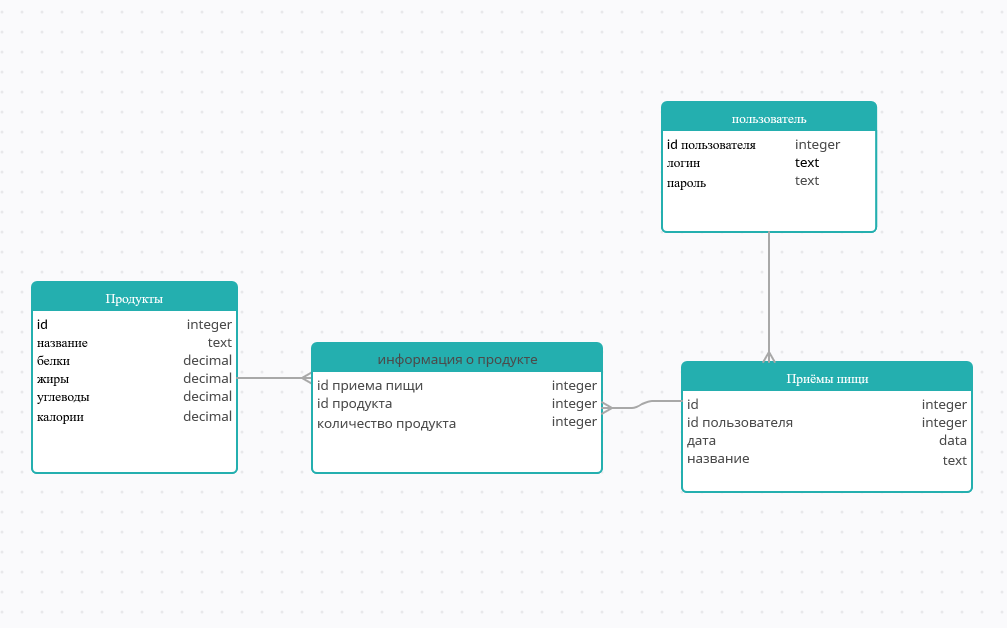 пользователь
id пользователя integer
логин text
пароль text
Продукты
id integer
название text
белки decimal
жиры decimal
углеводы decimal
калории decimal
информация о продукте
id приема пищи integer
id продукта integer
количество продукта integer
Приёмы пищи
id integer
id пользователя integer
дата data
название text